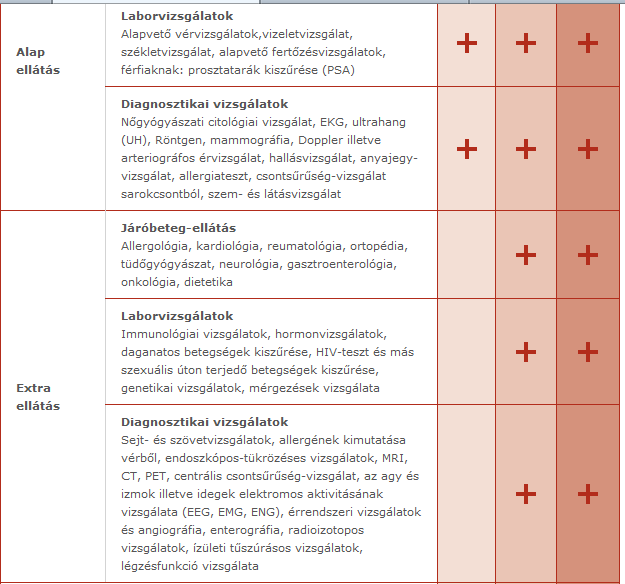 Alap
ellátás
Laborvizsgálatok
Alapvető vérvizsgálatok,vizeletvizsgálat,
székletvizsgálat, alapvető fertőzésvizsgálatok,
férfiaknak: prosztatarák kiszűrése (PSA)
+ + +
Diagnosztikai vizsgálatok
Nőgyógyászati citológiai vizsgálat, EKG, ultrahang
(UH), Röntgen, mammográfia, Doppler illetve
arteriográfos érvizsgálat, hallásvizsgálat, anyajegy-
vizsgálat, allergiateszt, csontsűrűség-vizsgálat
sarokcsontból, szem- és látásvizsgálat
+ + +
Extra
ellátás
Járóbeteg-ellátás
Allergológia, kardiológia, reumatológia, ortopédia,
tüdőgyógyászat, neurológia, gasztroenterológia,
onkológia, dietetika
+ +
Laborvizsgálatok
Immunológiai vizsgálatok, hormonvizsgálatok,
daganatos betegségek kiszűrése, HIV-teszt és más
szexuális úton terjedő betegségek kiszűrése,
genetikai vizsgálatok, mérgezések vizsgálata
+ +
Diagnosztikai vizsgálatok
Sejt- és szövetvizsgálatok, allergének kimutatása
vérből, endoszkópos-tükrözéses vizsgálatok, MRI,
CT, PET, centrális csontsűrűség-vizsgálat, az agy és
izmok illetve idegek elektromos aktivitásának
vizsgálata (EEG, EMG, ENG), érrendszeri vizsgálatok
és angiográfia, enterográfia, radioizotopos
vizsgálatok, ízületi tűszúrásos vizsgálatok,
légzésfunkció vizsgálata
+ +